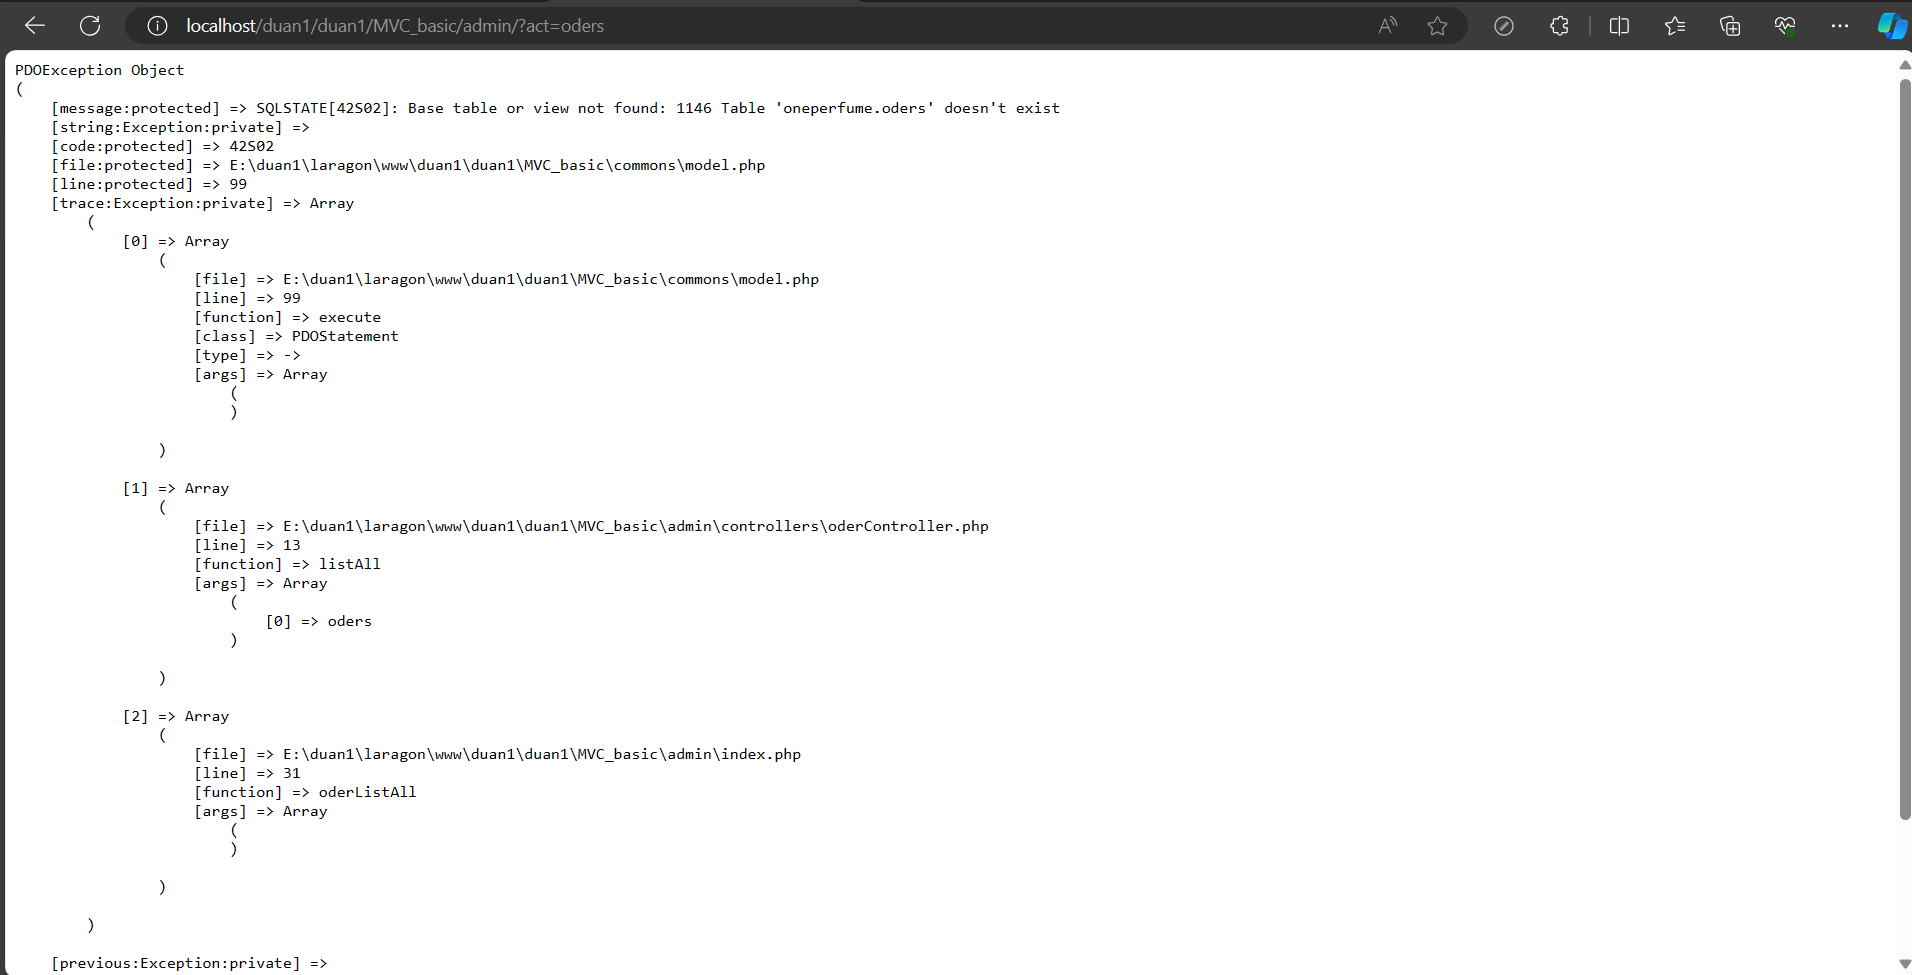 localhost/duan1/duan1/MVC_basic/admin/?act=oders
PDOException Object
(
[message:protected] => SQLSTATE[42S02]: Base table or view not found: 1146 Table 'oneperfume.oders' doesn't exist
[string:Exception:private] =>
[code:protected] => 42S02
[file:protected] => E:\duan1\laragon\www\duan1\duan1\MVC_basic\commons\model.php
[line:protected] => 99
[trace:Exception:private] => Array
(
[0] => Array
(
[file] => E:\duan1\laragon\www\duan1\duan1\MVC_basic\commons\model.php
[line] => 99
[function] => execute
[class] => PDOStatement
[type] => ->
[args] => Array
(
)
)
[1] => Array
(
[file] => E:\duan1\laragon\www\duan1\duan1\MVC_basic\admin\controllers\oderController.php
[line] => 13
[function] => listAll
[args] => Array
(
[0] => oders
)
)
[2] => Array
(
[file] => E:\duan1\laragon\www\duan1\duan1\MVC_basic\admin\index.php
[line] => 31
[function] => oderListAll
[args] => Array
(
)
)
)
[previous:Exception:private] =>